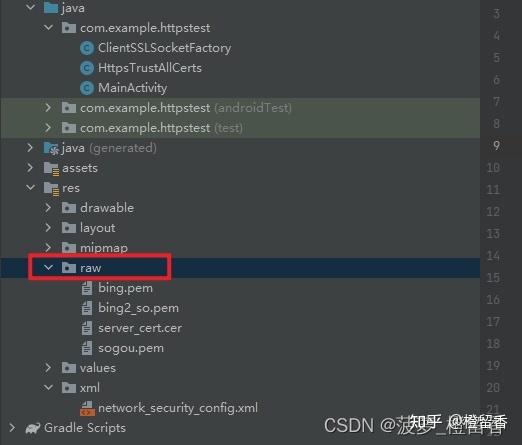 java
com.example.httpstest
ClientSSLSocketFactory
HttpsTrustAllCerts
MainActivity
com.example.httpstest (androidTest)
com.example.httpstest (test)
java (generated)
assets
res
drawable
layout
mipmap
raw
bing.pem
bing2_so.pem
server_cert.cer
sogou.pem
values
xml
network_security_config.xml
Gradle Scripts
3
4
5
6
7
8
9
10
11
12
13
14
15
16
17
18
19
20
21
知乎 @橙留香
CSDN @菠萝_橙留香